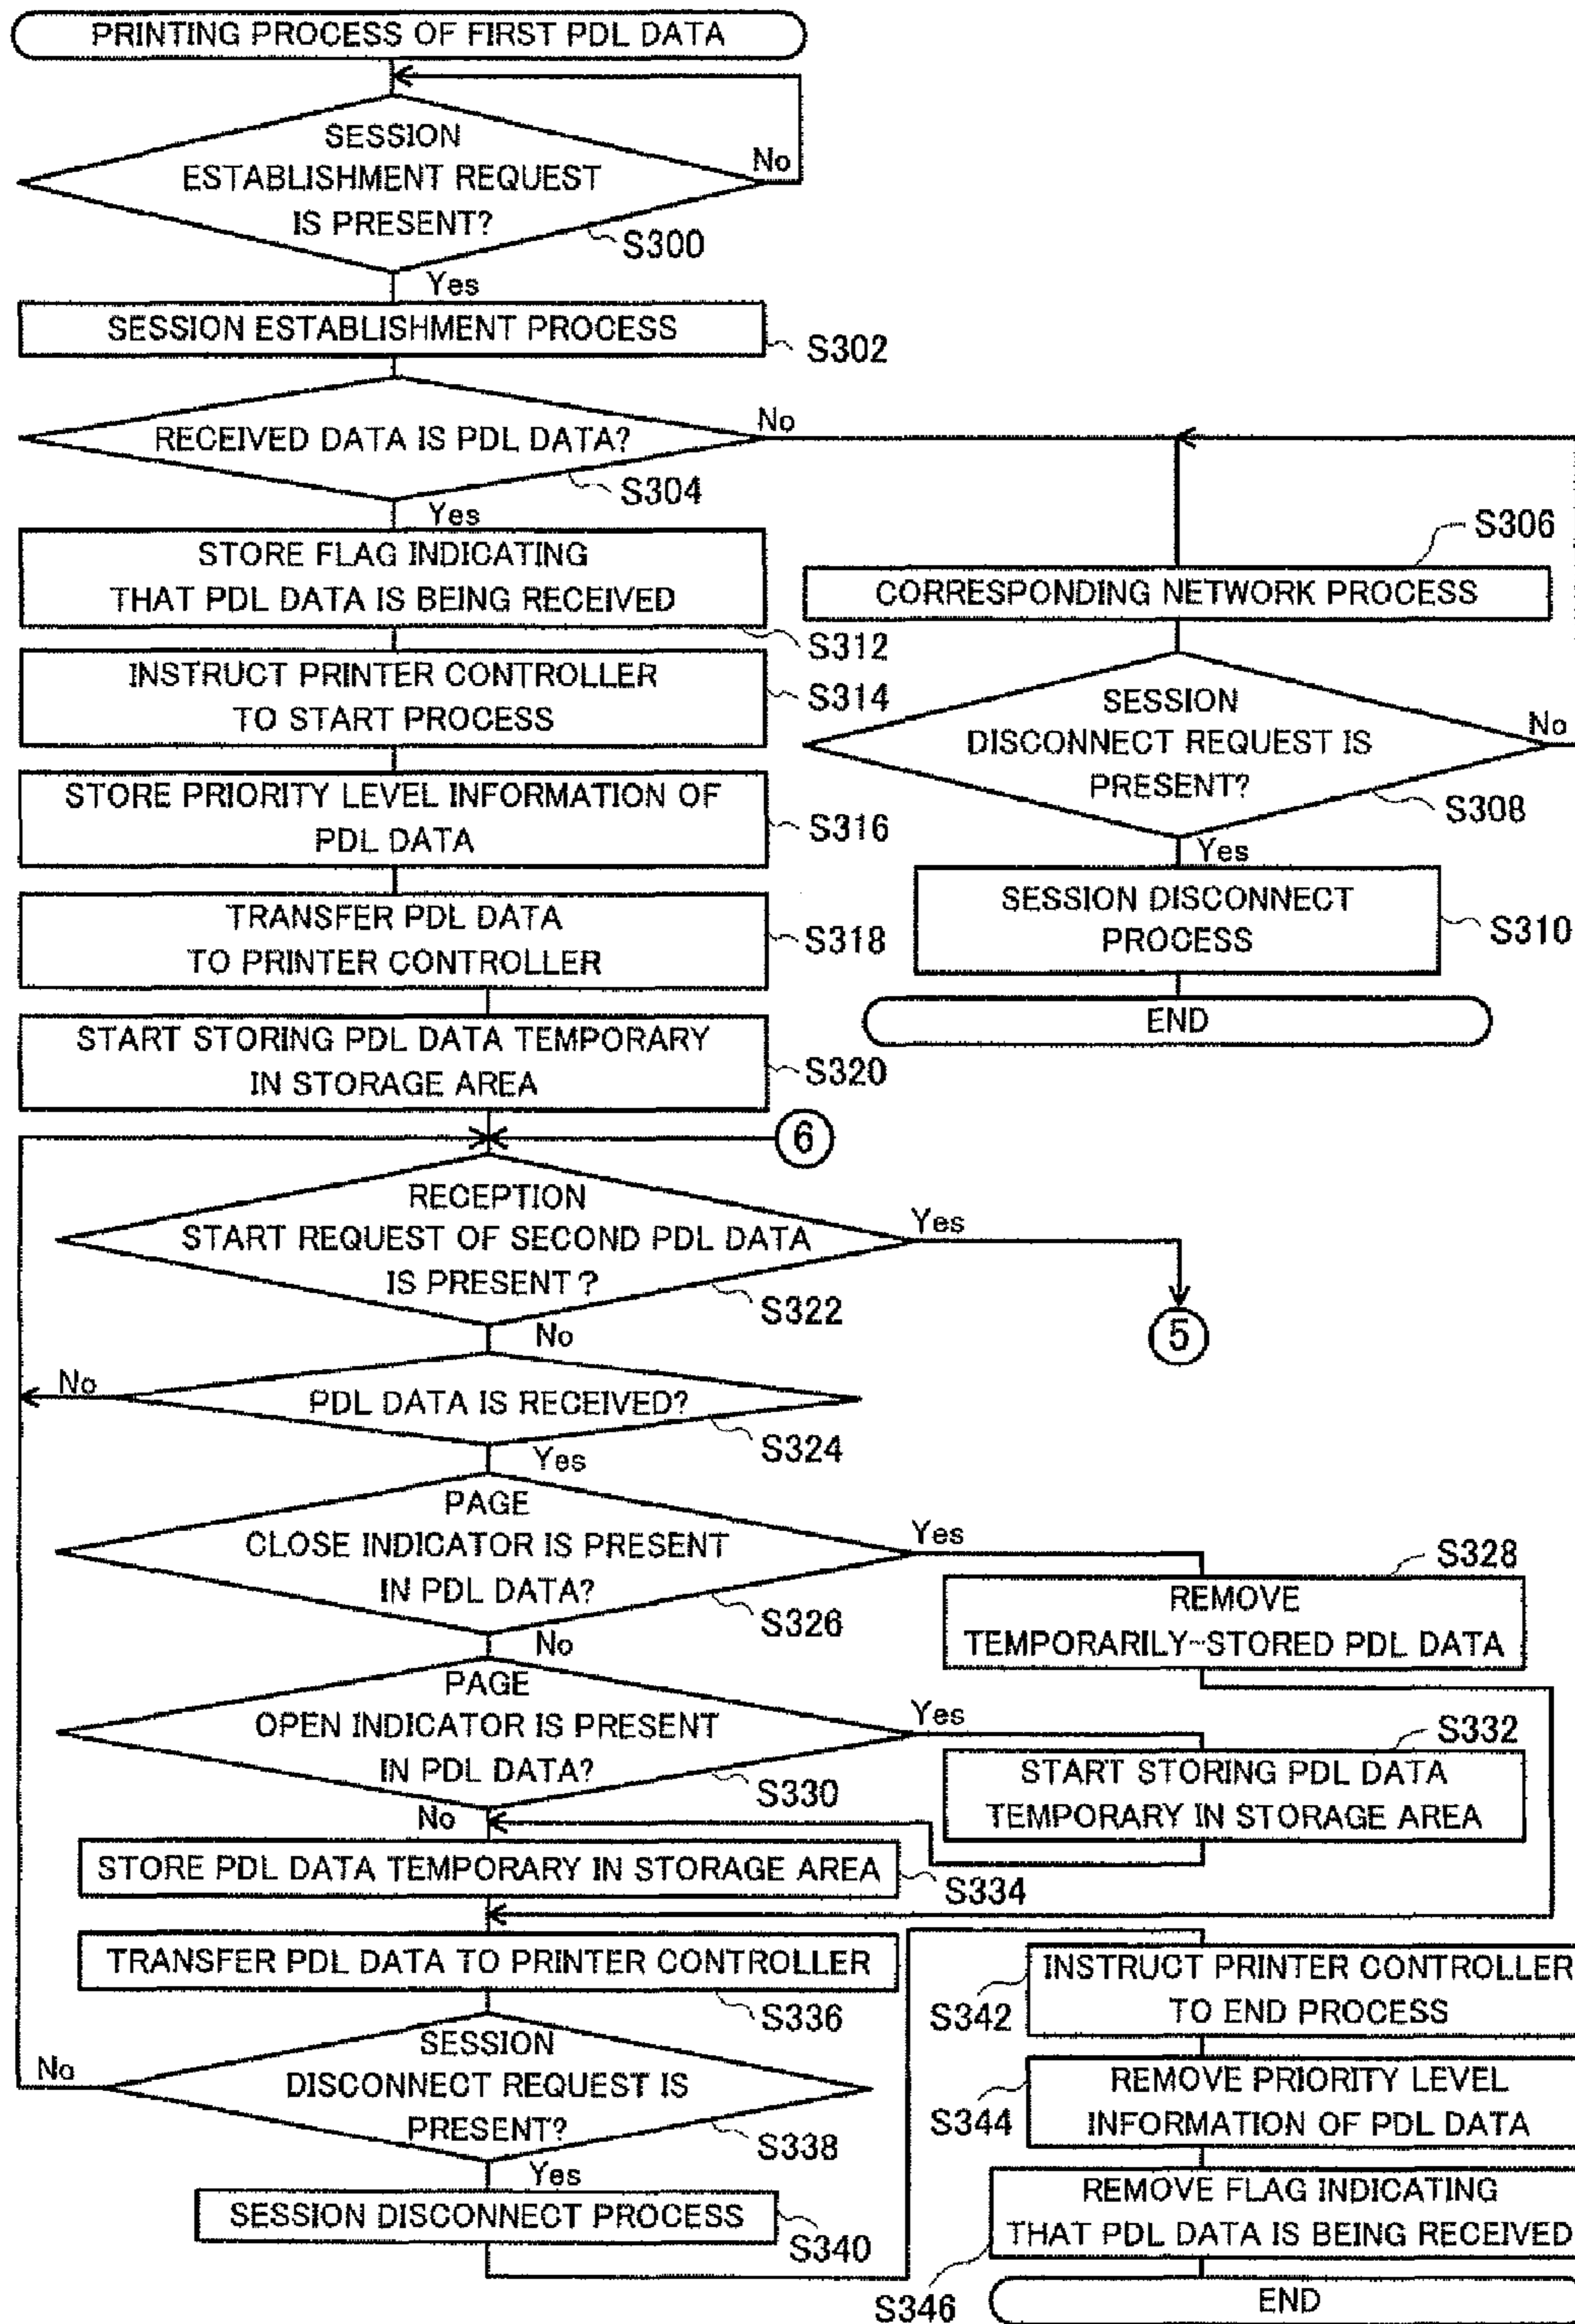 PRINTING PROCESS OF FIRST PDL DATA
SESSION
ESTABLISHMENT REQUEST
IS PRESENT?
No
S300
Yes
SESSION ESTABLISHMENT PROCESS
S302
RECEIVED DATA IS PDL DATA?
No
S304
Yes
STORE FLAG INDICATING
THAT PDL DATA IS BEING RECEIVED
S312
INSTRUCT PRINTER CONTROLLER
TO START PROCESS
S314
STORE PRIORITY LEVEL INFORMATION OF
PDL DATA
S316
TRANSFER PDL DATA
TO PRINTER CONTROLLER
S318
START STORING PDL DATA TEMPORARY
IN STORAGE AREA
S320
S306
CORRESPONDING NETWORK PROCESS
SESSION
DISCONNECT REQUEST IS
PRESENT?
No
S308
Yes
SESSION DISCONNECT
PROCESS
S310
END
6
RECEPTION
START REQUEST OF SECOND PDL DATA
IS PRESENT?
Yes
S322
5
No
PDL DATA IS RECEIVED?
No
S324
Yes
PAGE
CLOSE INDICATOR IS PRESENT
IN PDL DATA?
Yes
S326
S328
REMOVE
TEMPORARILY-STORED PDL DATA
No
PAGE
OPEN INDICATOR IS PRESENT
IN PDL DATA?
Yes
S330
S332
START STORING PDL DATA
TEMPORARY IN STORAGE AREA
No
STORE PDL DATA TEMPORARY IN STORAGE AREA
S334
TRANSFER PDL DATA TO PRINTER CONTROLLER
S336
SESSION
DISCONNECT REQUEST IS
PRESENT?
No
S338
Yes
SESSION DISCONNECT PROCESS
S340
INSTRUCT PRINTER CONTROLLER
TO END PROCESS
S342
REMOVE PRIORITY LEVEL
INFORMATION OF PDL DATA
S344
REMOVE FLAG INDICATING
THAT PDL DATA IS BEING RECEIVED
S346
END